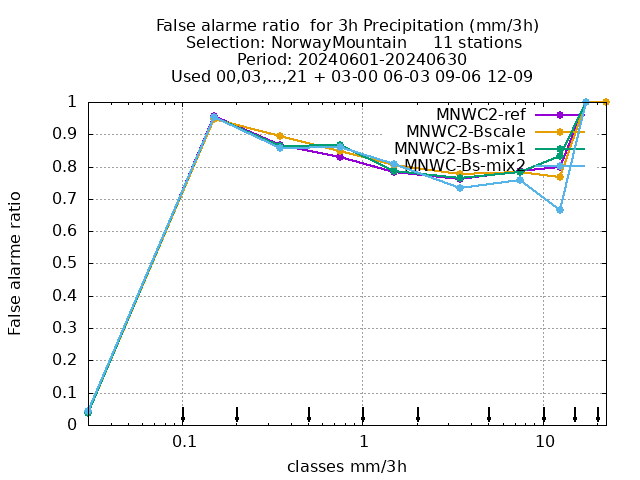 False alarme ratio  for 3h Precipitation (mm/3h)
Selection: NorwayMountain     11 stations
Period: 20240601-20240630
Used 00,03,...,21 + 03-00 06-03 09-06 12-09
MNWC2-ref
MNWC2-Bscale
MNWC2-Bs-mix1
MNWC-Bs-mix2
False alarme ratio
1
0.9
0.8
0.7
0.6
0.5
0.4
0.3
0.2
0.1
0
0.1
1
10
classes mm/3h